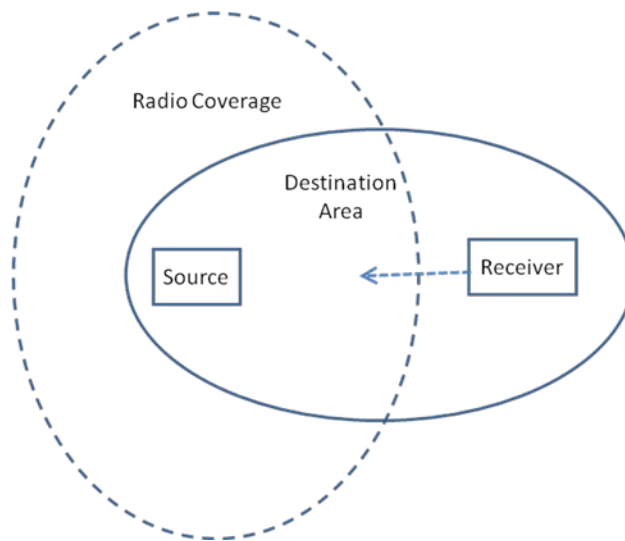 Radio Coverage
Destination
Area
Source
Receiver